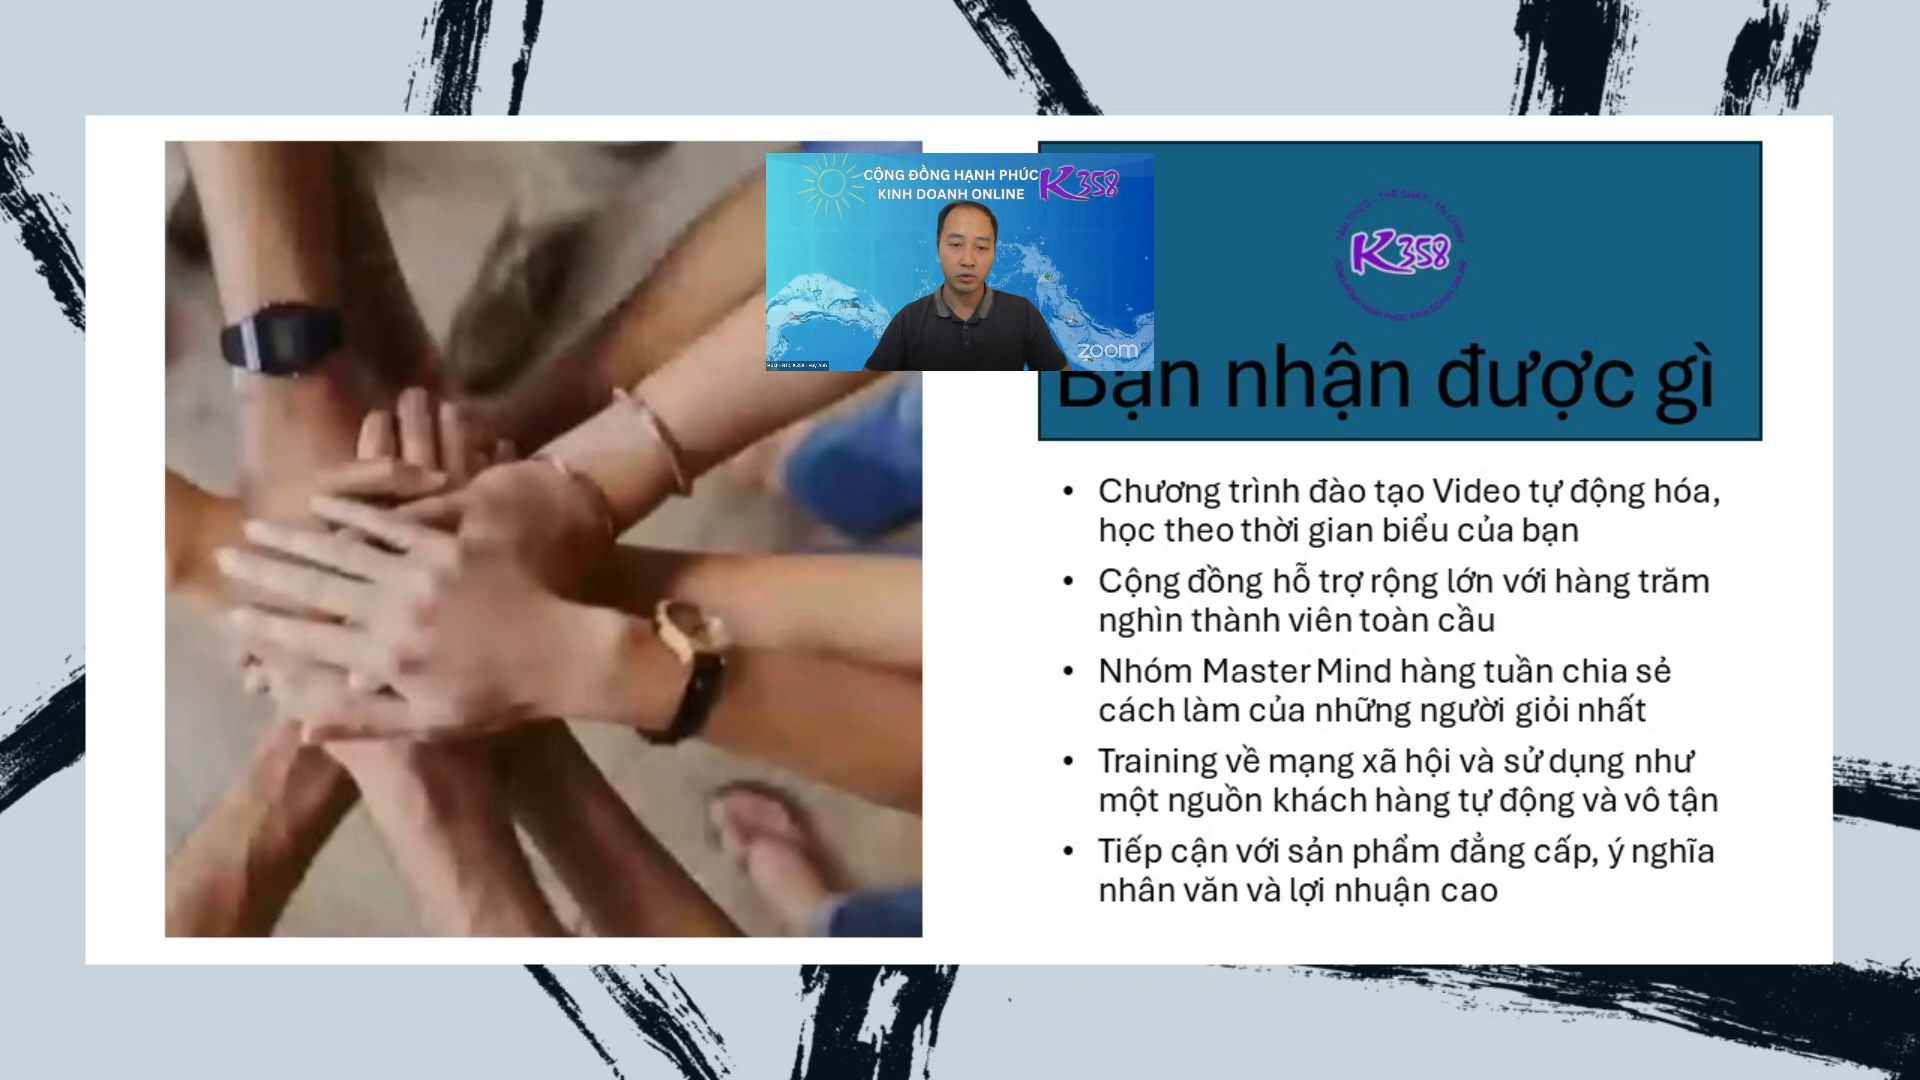 CỘNG ĐỒNG HẠNH PHÚC
KINH DOANH ONLINE
K358
zoom
K358
Bạn nhận được gì
• Chương trình đào tạo Video tự động hóa,
học theo thời gian biểu của bạn
• Cộng đồng hỗ trợ rộng lớn với hàng trăm
nghìn thành viên toàn cầu
• Nhóm Master Mind hàng tuần chia sẻ
cách làm của những người giỏi nhất
• Training về mạng xã hội và sử dụng như
một nguồn khách hàng tự động và vô tận
• Tiếp cận với sản phẩm đẳng cấp, ý nghĩa
nhân văn và lợi nhuận cao